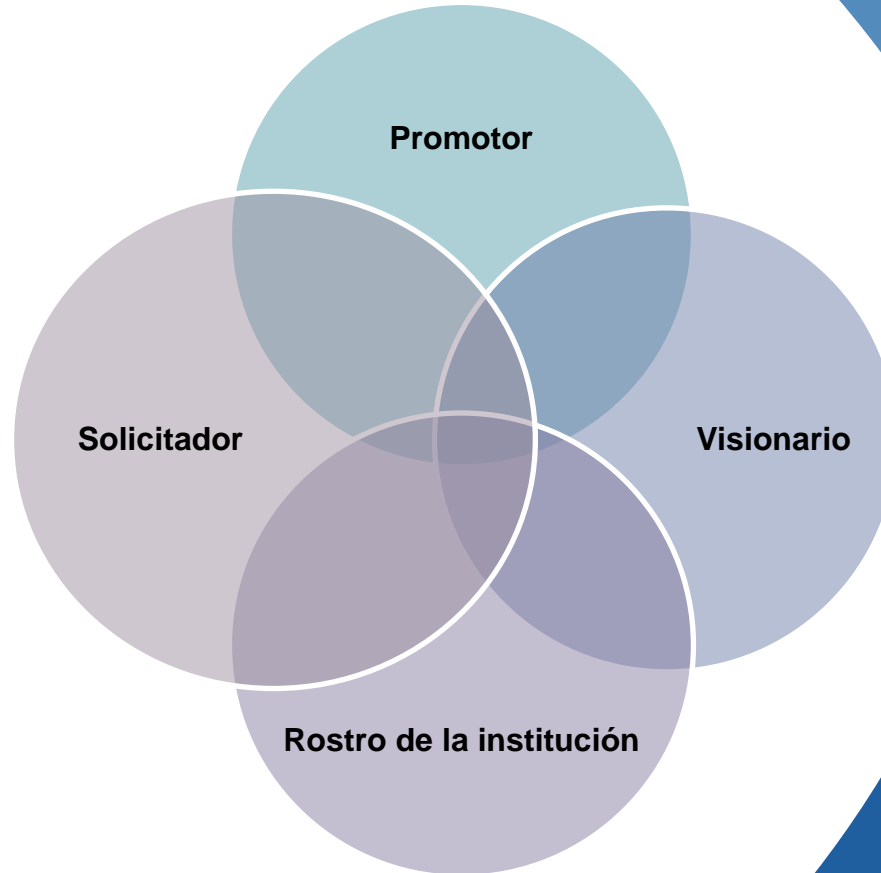 Promotor
Solicitador
Visionario
Rostro de la institución